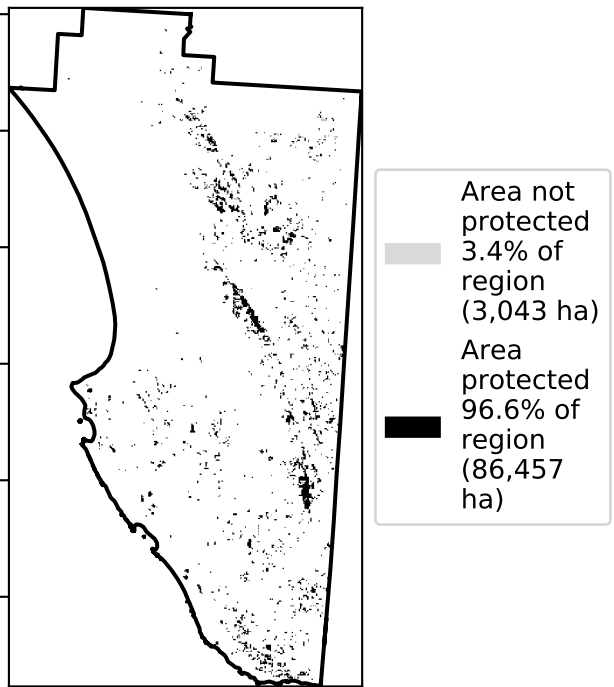 Area not
protected
3.4% of
region
(3,043 ha)
Area
protected
96.6% of
region
(86,457
ha)